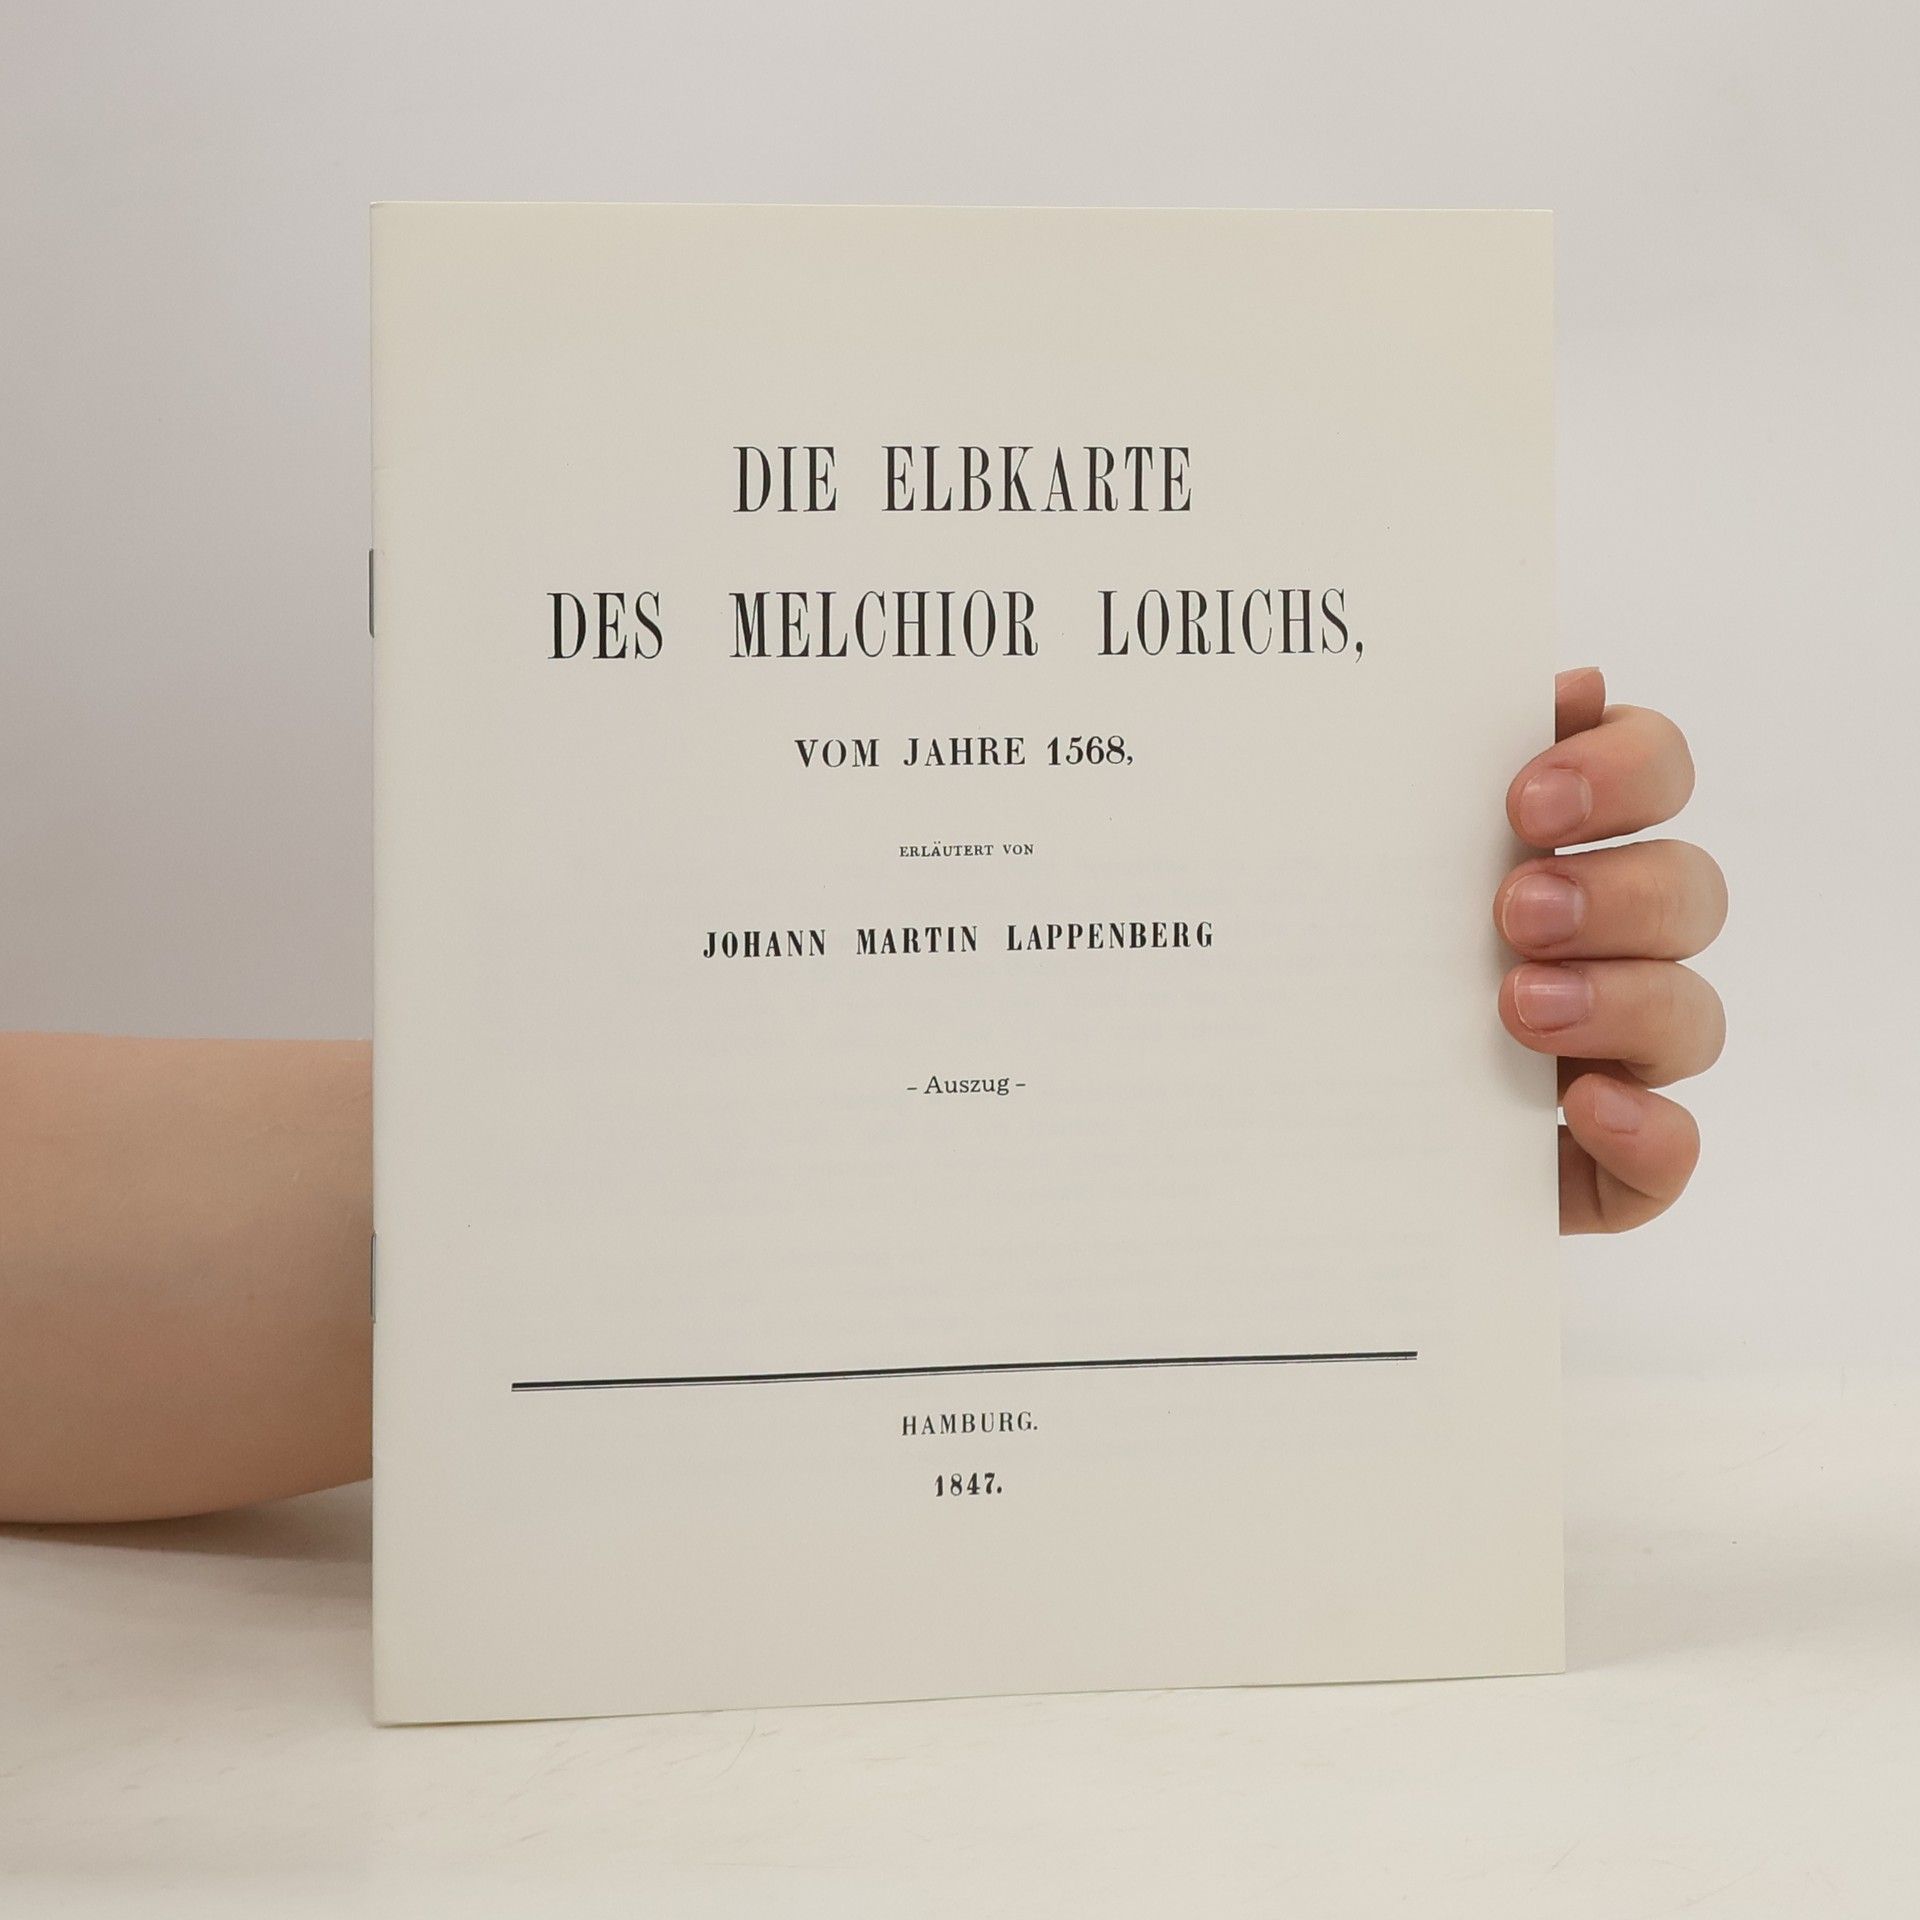 DIE ELBKARTE
DES MELCHIOR LORICHS,
VOM JAHRE 1568,
ERLÄUTERT VON
JOHANN MARTIN LAPPENBERG
– Auszug –
HAMBURG.
1847.